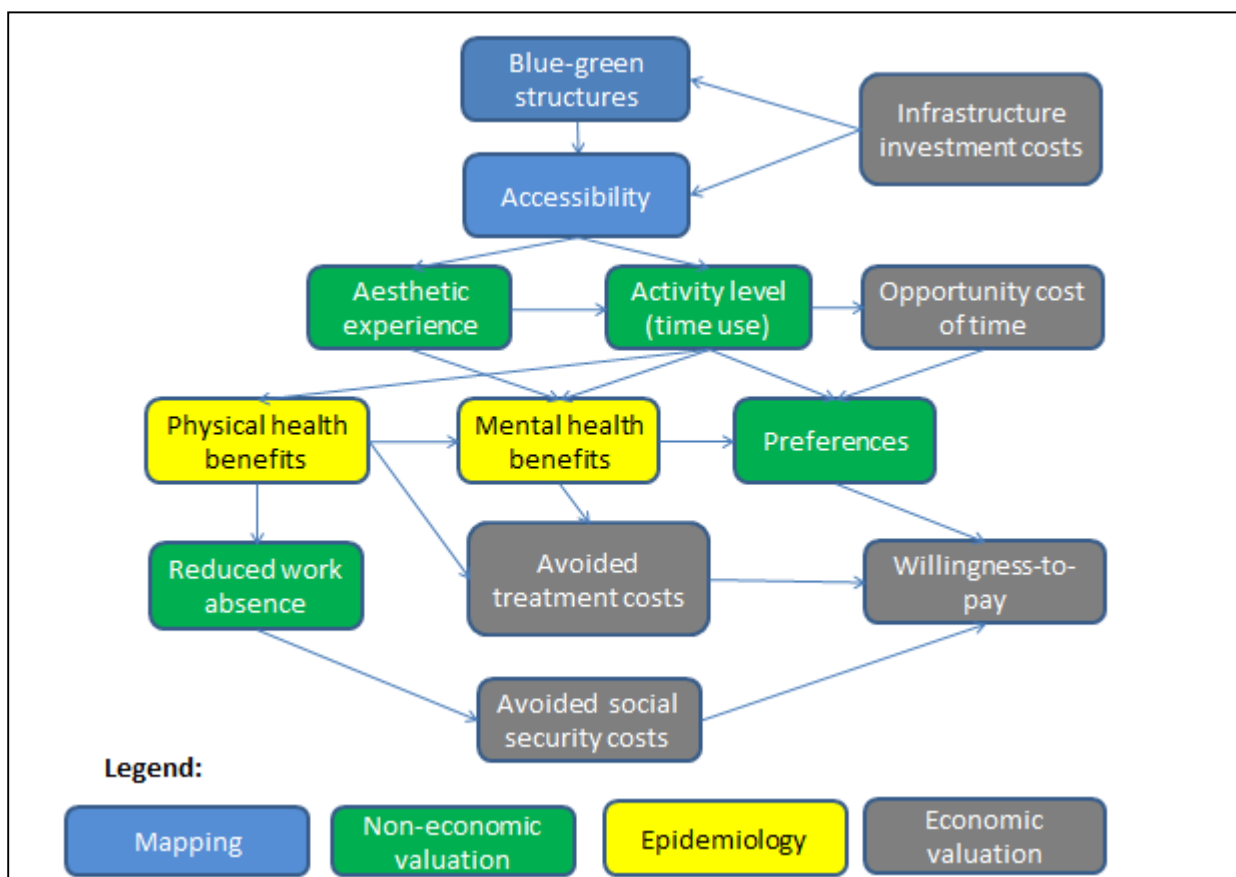 Blue-green
structures
Infrastructure
investment costs
Accessibility
Aesthetic
experience
Activity level
(time use)
Opportunity cost
of time
Physical health
benefits
Mental health
benefits
Preferences
Reduced work
absence
Avoided
treatment costs
Willingness-to-
pay
Avoided social
security costs
Legend:
Mapping
Non-economic
valuation
Epidemiology
Economic
valuation